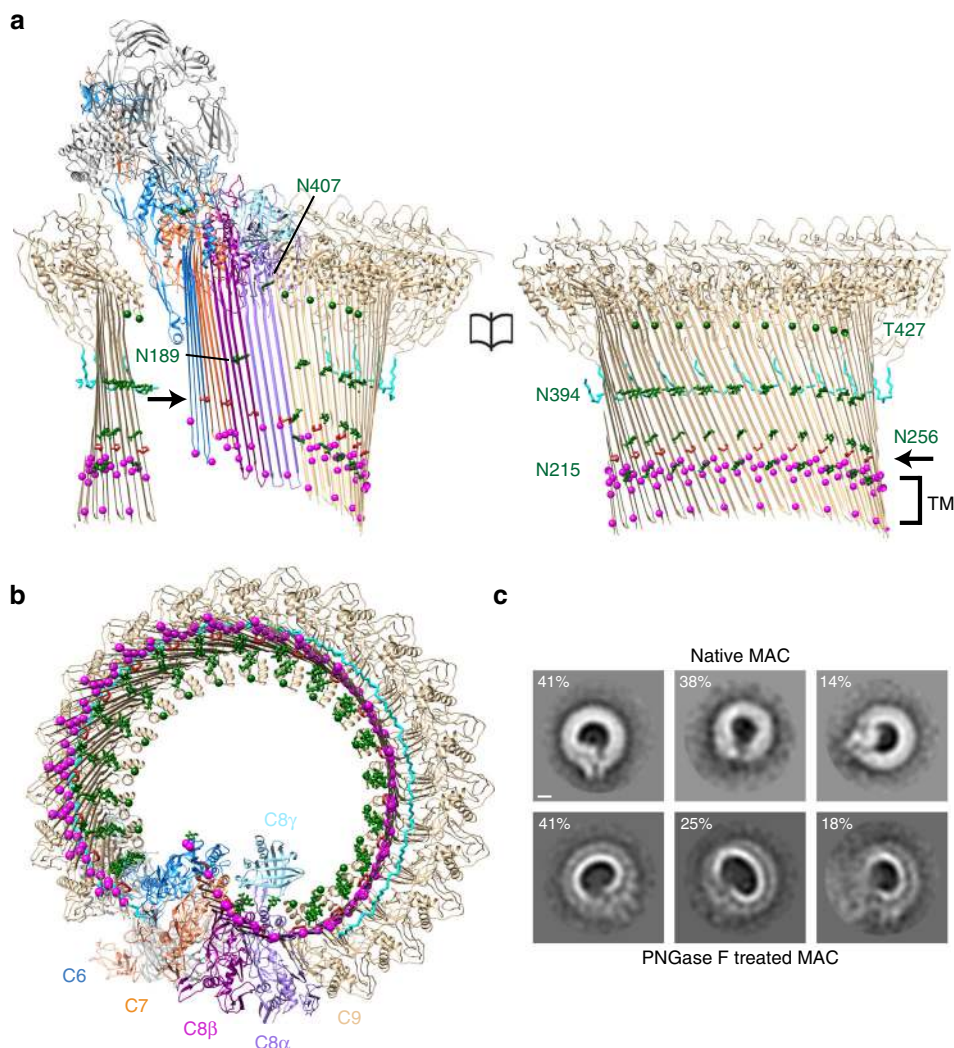 a
N407
N189
T427
N394
N256
N215
TM
b
C8γ
C6
C7
C8β
C8α
C9
c
Native MAC
41%
38%
14%
41%
25%
18%
PNGase F treated MAC